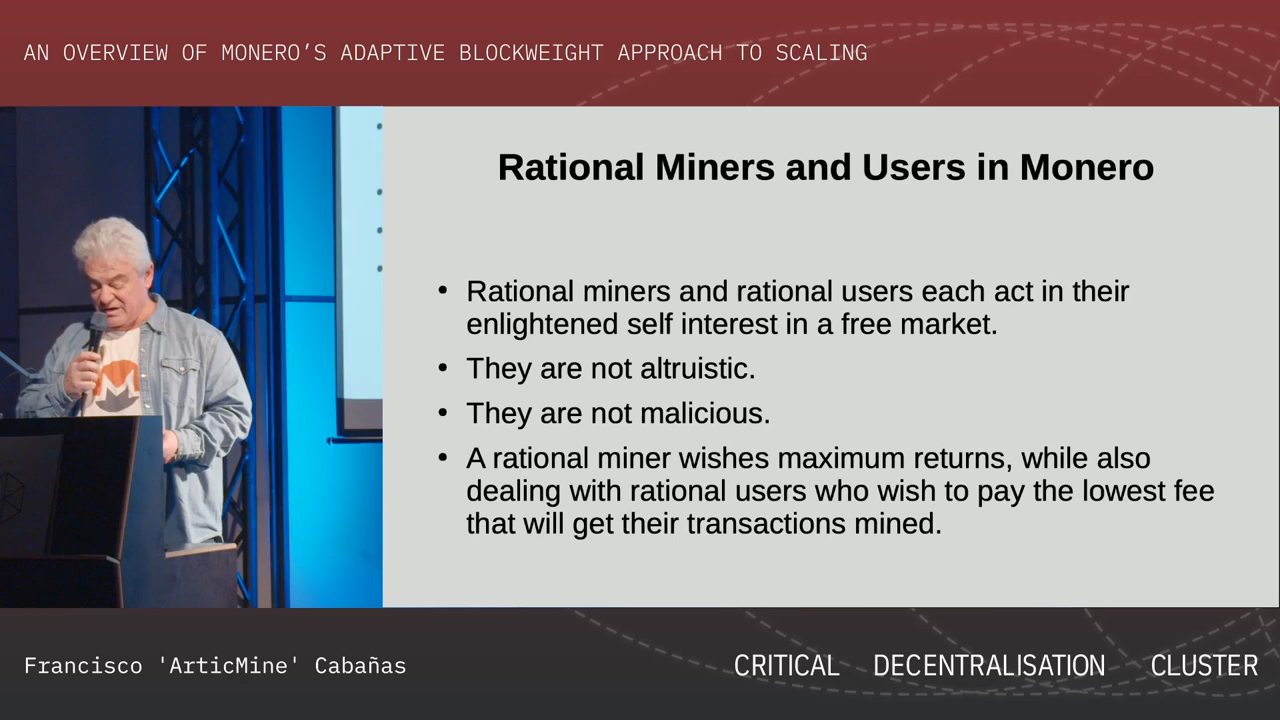 AN OVERVIEW OF MONERO'S ADAPTIVE BLOCKWEIGHT APPROACH TO SCALING
Rational Miners and Users in Monero
• Rational miners and rational users each act in their
enlightened self interest in a free market.
• They are not altruistic.
• They are not malicious.
• A rational miner wishes maximum returns, while also
dealing with rational users who wish to pay the lowest fee
that will get their transactions mined.
Francisco 'ArticMine' Cabañas
CRITICAL DECENTRALISATION CLUSTER